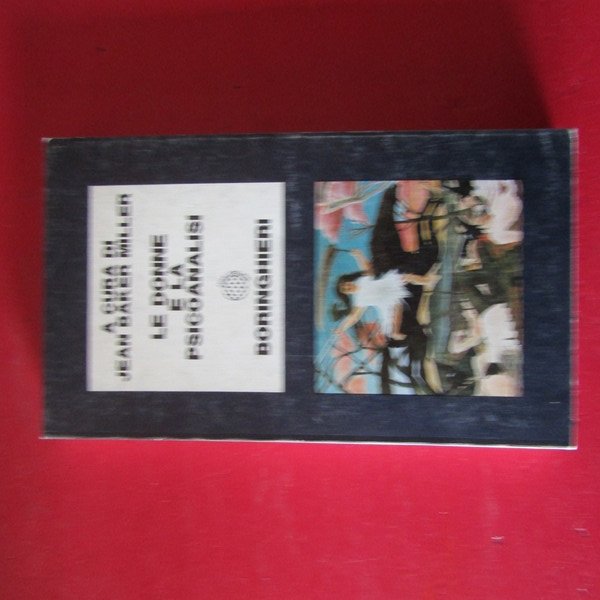 A CURA DI
JEAN BAKER MILLER
LE DONNE
E LA
PSICOANALISI
BORINGHIERI